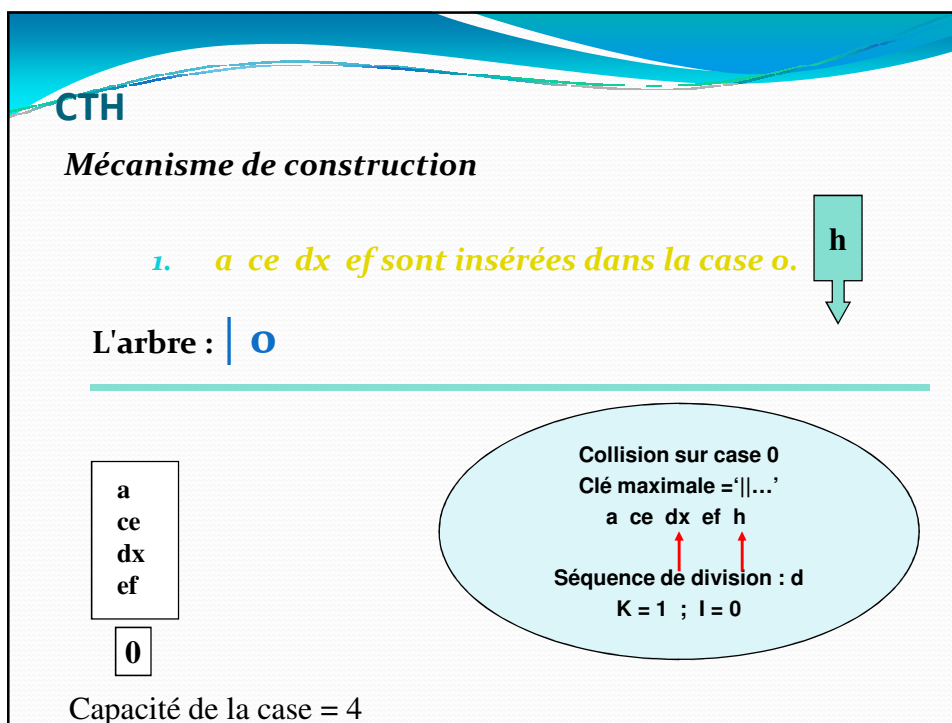 CTH
Mécanisme de construction
h
1. a ce dx ef sont insérées dans la case 0.
L'arbre : | 0
Collision sur case 0
Clé maximale =‘||…’
a ce dx ef h
Séquence de division : d
K = 1 ; I = 0
a
ce
dx
ef
0
Capacité de la case = 4